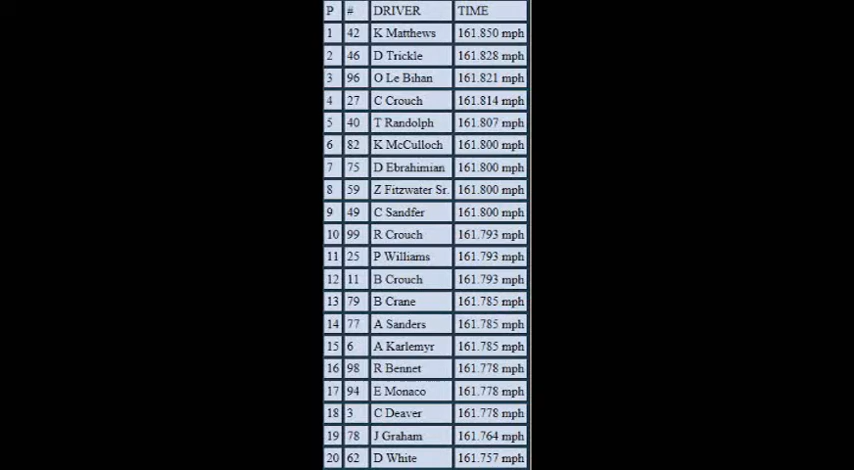 P # DRIVER TIME
1 42 K Matthews 161.850 mph
2 46 D Trickle 161.828 mph
3 96 O Le Bihan 161.821 mph
4 27 C Crouch 161.814 mph
5 40 T Randolph 161.807 mph
6 82 K McCulloch 161.800 mph
7 75 D Ebrahimian 161.800 mph
8 59 Z Fitzwater Sr. 161.800 mph
9 49 C Sandfer 161.800 mph
10 99 R Crouch 161.793 mph
11 25 P Williams 161.793 mph
12 11 B Crouch 161.793 mph
13 79 B Crane 161.785 mph
14 77 A Sanders 161.785 mph
15 6 A Karlemyr 161.785 mph
16 98 R Bennet 161.778 mph
17 94 E Monaco 161.778 mph
18 3 C Deaver 161.778 mph
19 78 J Graham 161.764 mph
20 62 D White 161.757 mph